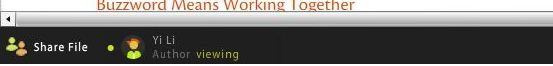 Buzzword Means Working Together
Share File
Yi Li
Author viewing